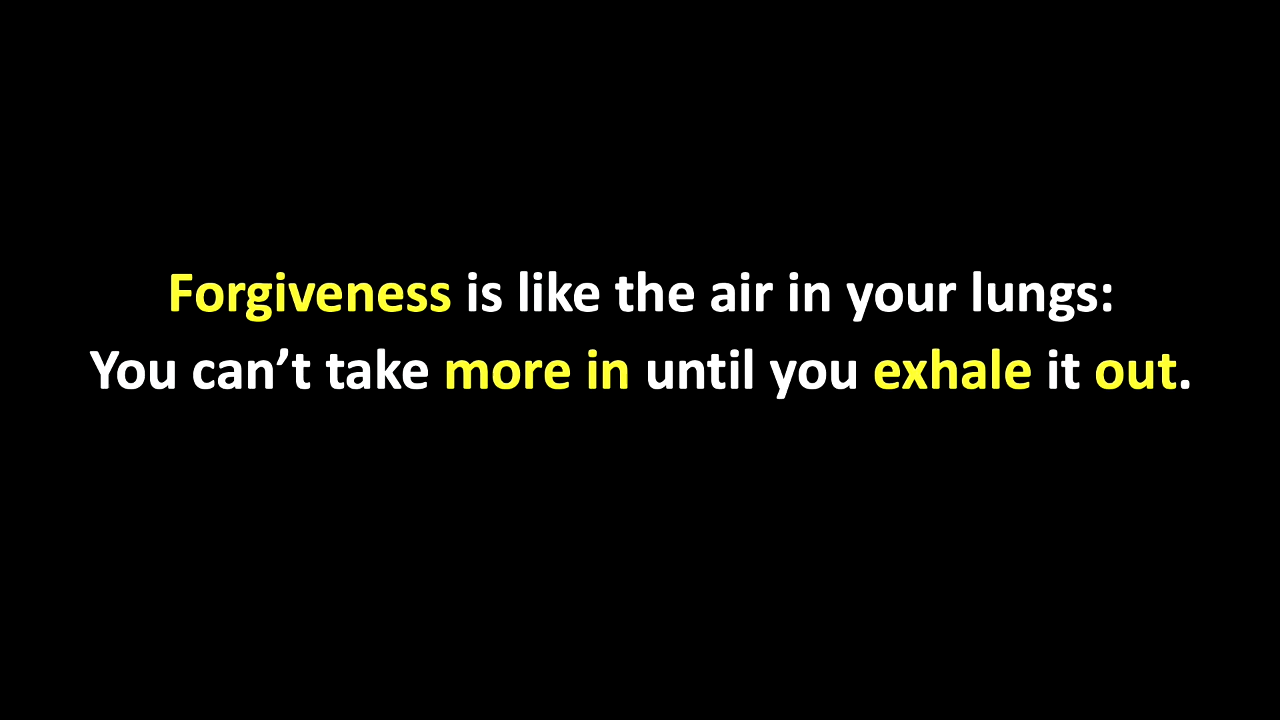 Forgiveness is like the air in your lungs:
You can’t take more in until you exhale it out.